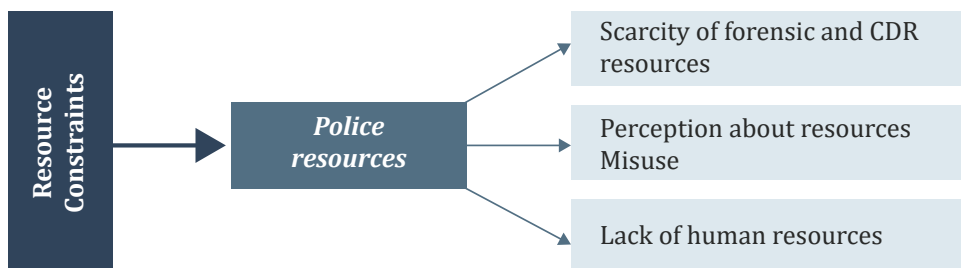 Resource
Constraints
Police
resources
Scarcity of forensic and CDR
resources
Perception about resources
Misuse
Lack of human resources